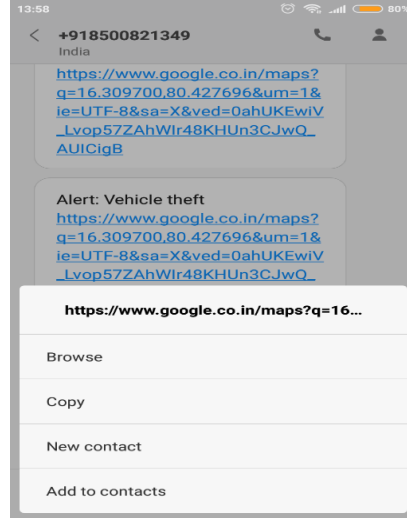 13:58
80%
+918500821349
India
https://www.google.co.in/maps?
q=16.309700,80.427696&um=1&
ie=UTF-8&sa=X&ved=0ahUKEwiV
_Lvop57ZAhWIr48KHUn3CJwQ_
AUICigB
Alert: Vehicle theft
https://www.google.co.in/maps?
q=16.309700,80.427696&um=1&
ie=UTF-8&sa=X&ved=0ahUKEwiV
_Lvop57ZAhWIr48KHUn3CJwQ_
https://www.google.co.in/maps?q=16...
Browse
Copy
New contact
Add to contacts